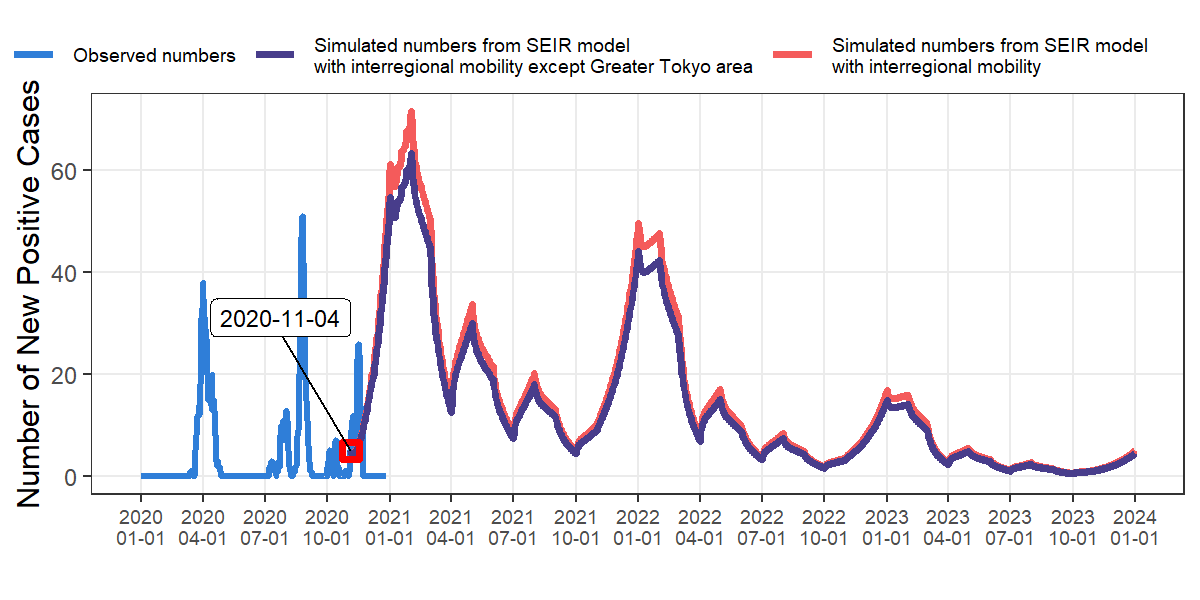 Observed numbers
Simulated numbers from SEIR model
with interregional mobility except Greater Tokyo area
Simulated numbers from SEIR model
with interregional mobility
Number of New Positive Cases
60
40
20
0
2020-11-04
2020 2020 2020 2020 2021 2021 2021 2021 2022 2022 2022 2022 2023 2023 2023 2023 2024
01-01 04-01 07-01 10-01 01-01 04-01 07-01 10-01 01-01 04-01 07-01 10-01 01-01 04-01 07-01 10-01 01-01